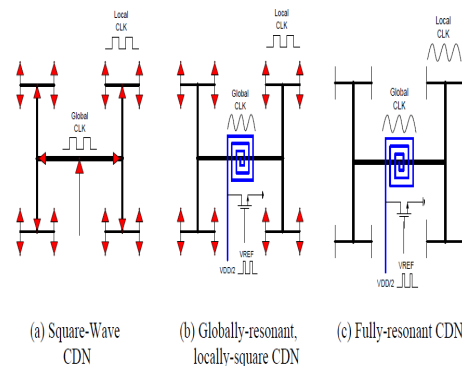 Local
CLK
Global
CLK
(a) Square-Wave
CDN
Local
CLK
Global
CLK
VREF
VDD/2
(b) Globally-resonant,
locally-square CDN
Local
CLK
Global
CLK
VREF
VDD/2
(c) Fully-resonant CDN